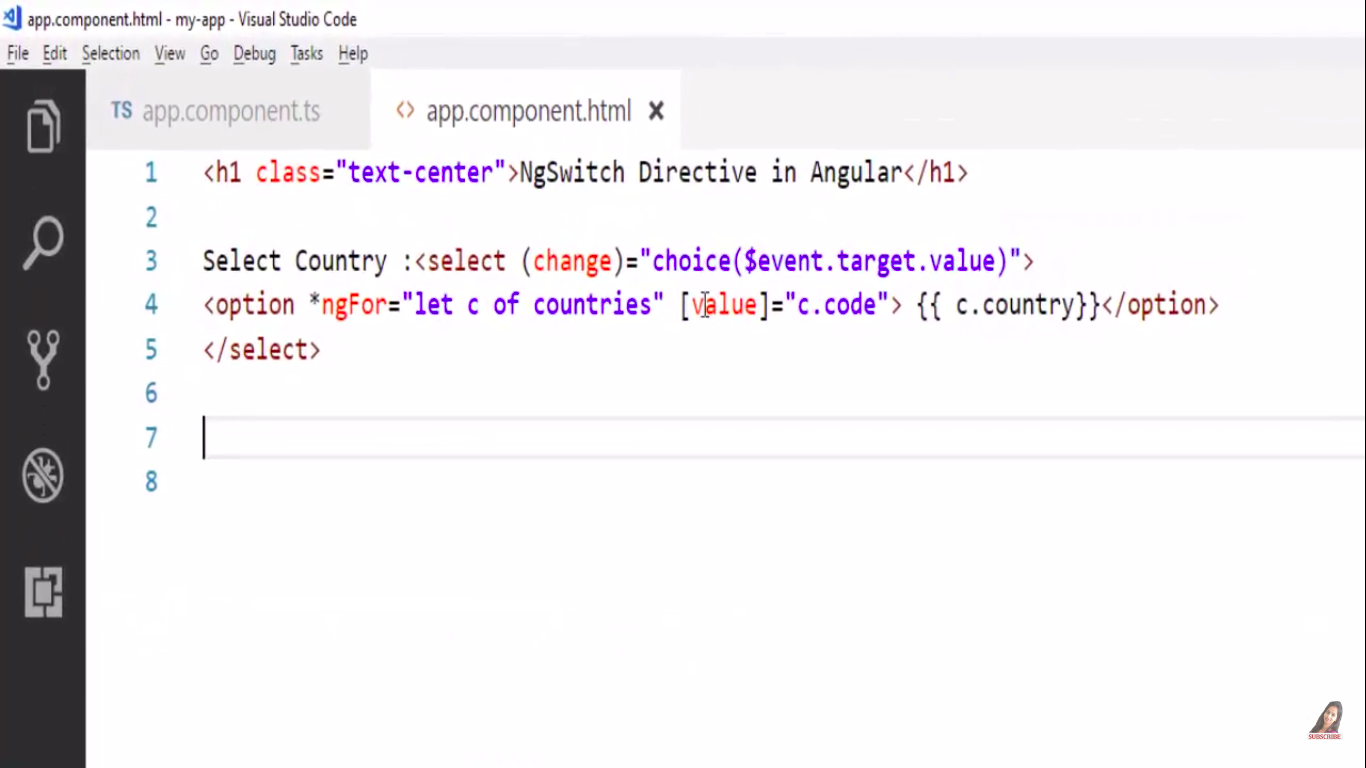 app.component.html - my-app - Visual Studio Code
File Edit Selection View Go Debug Tasks Help
TS app.component.ts <> app.component.html ×
1 <h1 class="text-center">NgSwitch Directive in Angular</h1>
2
3 Select Country :<select (change)="choice($event.target.value)">
4 <option *ngFor="let c of countries" [value]="c.code"> {{ c.country}}</option>
5 </select>
6
7
8
SUBSCRIBE